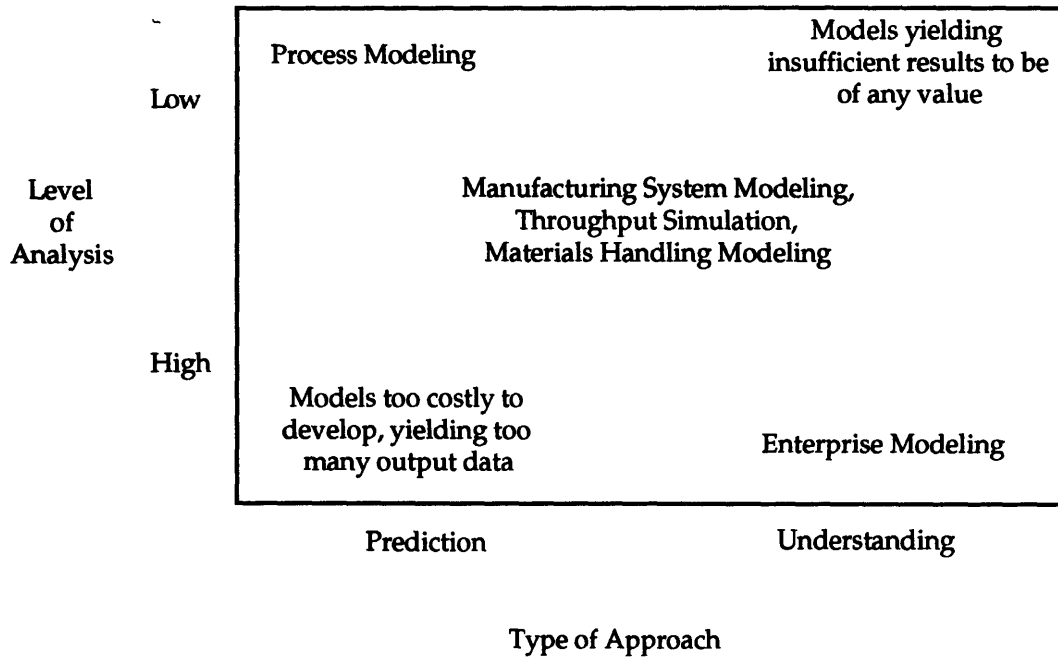 Process Modeling
Models yielding
insufficient results to be
of any value
Low
Level
of
Analysis
Manufacturing System Modeling,
Throughput Simulation,
Materials Handling Modeling
High
Models too costly to
develop, yielding too
many output data
Enterprise Modeling
Prediction
Understanding
Type of Approach